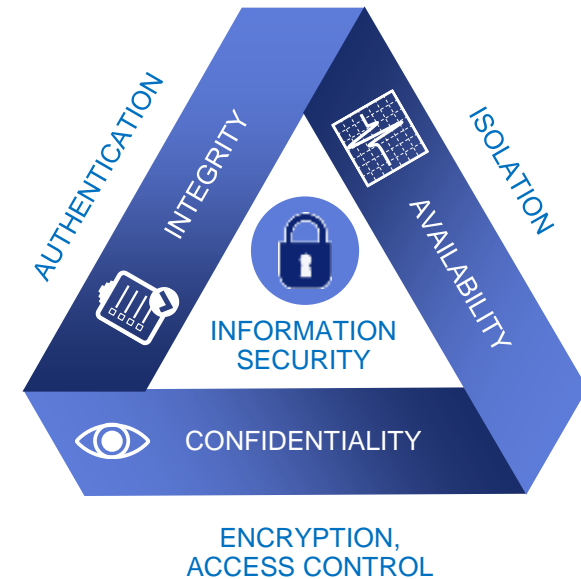 AUTHENTICATION
INTEGRITY
ISOLATION
AVAILABILITY
INFORMATION
SECURITY
CONFIDENTIALITY
ENCRYPTION,
ACCESS CONTROL